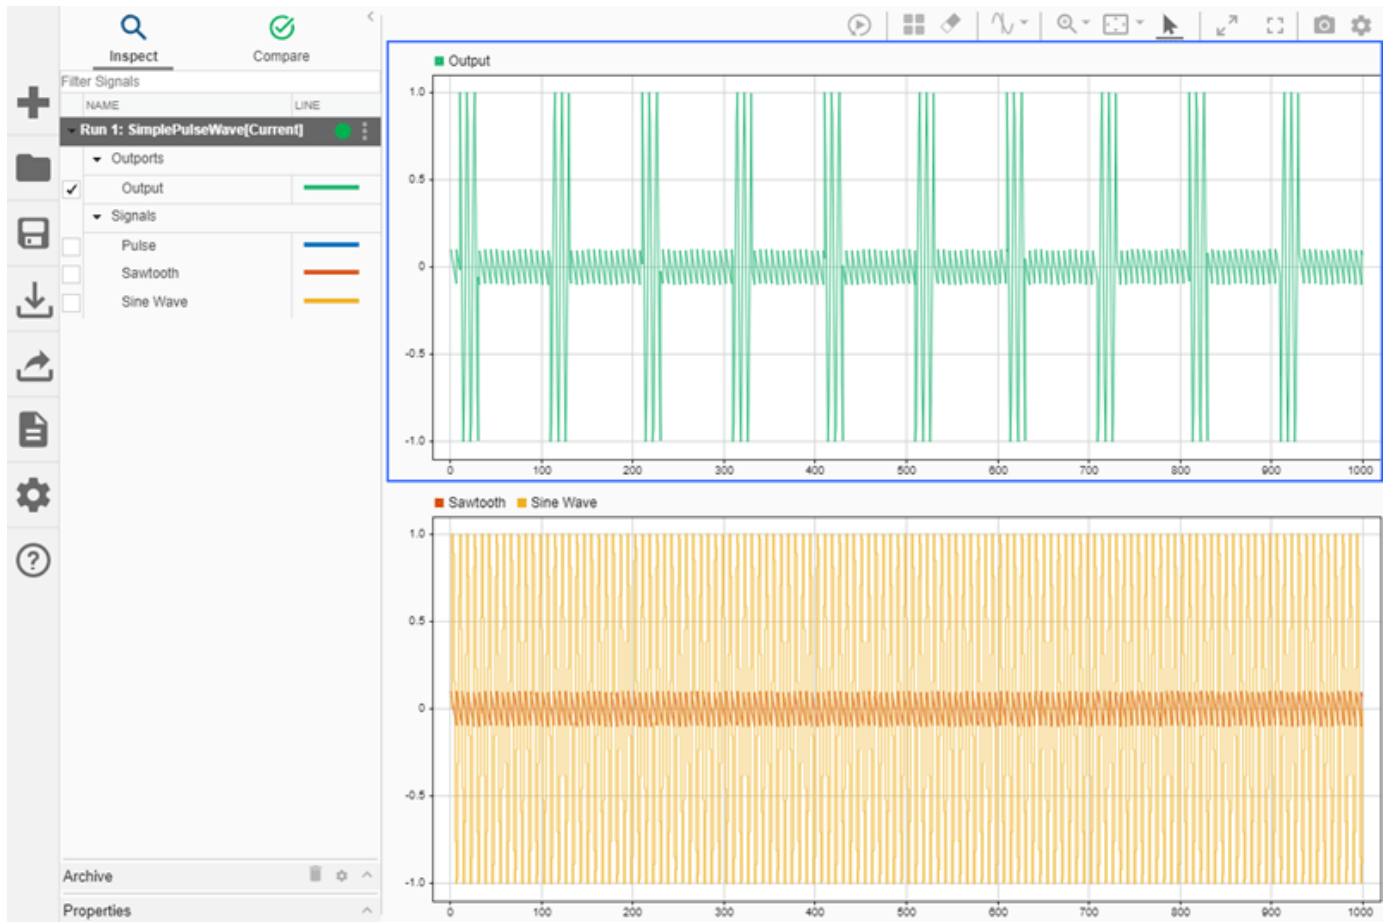 Inspect
Compare
Filter Signals
NAME
LINE
Run 1: SimplePulseWave[Current]
Outports
Output
Signals
Pulse
Sawtooth
Sine Wave
Archive
Properties
Output
1.0
0.5
0
-0.5
-1.0
0 100 200 300 400 500 600 700 800 900 1000
Sawtooth Sine Wave
1.0
0.5
0
-0.5
-1.0
0 100 200 300 400 500 600 700 800 900 1000